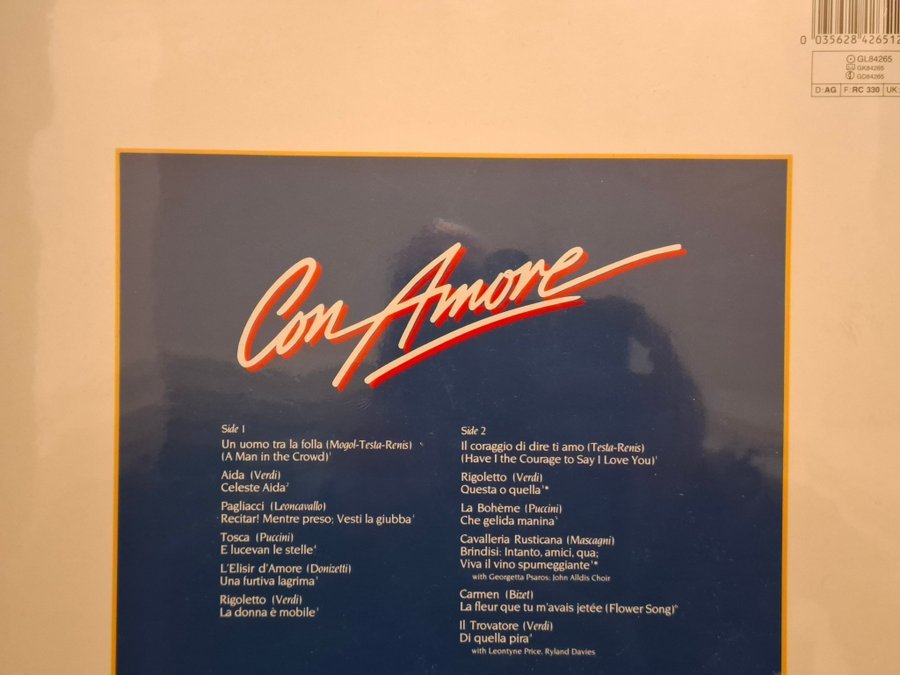 0 035628 42651
GL84265
GK84265
GD84265
D: AG F: RC 330 UK:
Con Amore
Side 1
Un uomo tra la folla (Mogol-Testa-Renis)
(A Man in the Crowd)¹
Aida (Verdi)
Celeste Aida²
Pagliacci (Leoncavallo)
Recitar! Mentre preso; Vesti la giubba
Tosca (Puccini)
E lucevan le stelle⁴
L'Elisir d'Amore (Donizetti)
Una furtiva lagrima
Rigoletto (Verdi)
La donna è mobile
Side 2
Il coraggio di dire ti amo (Testa-Renis)
(Have I the Courage to Say I Love You)¹
Rigoletto (Verdi)
Questa o quella
La Bohème (Puccini)
Che gelida manina
Cavalleria Rusticana (Mascagni)
Brindisi: Intanto, amici, qua;
Viva il vino spumeggiante
with Georgetta Psaros; John Alldis Choir
Carmen (Bizet)
La fleur que tu m'avais jetée (Flower Song)
Il Trovatore (Verdi)
Di quella pira
with Leontyne Price, Ryland Davies